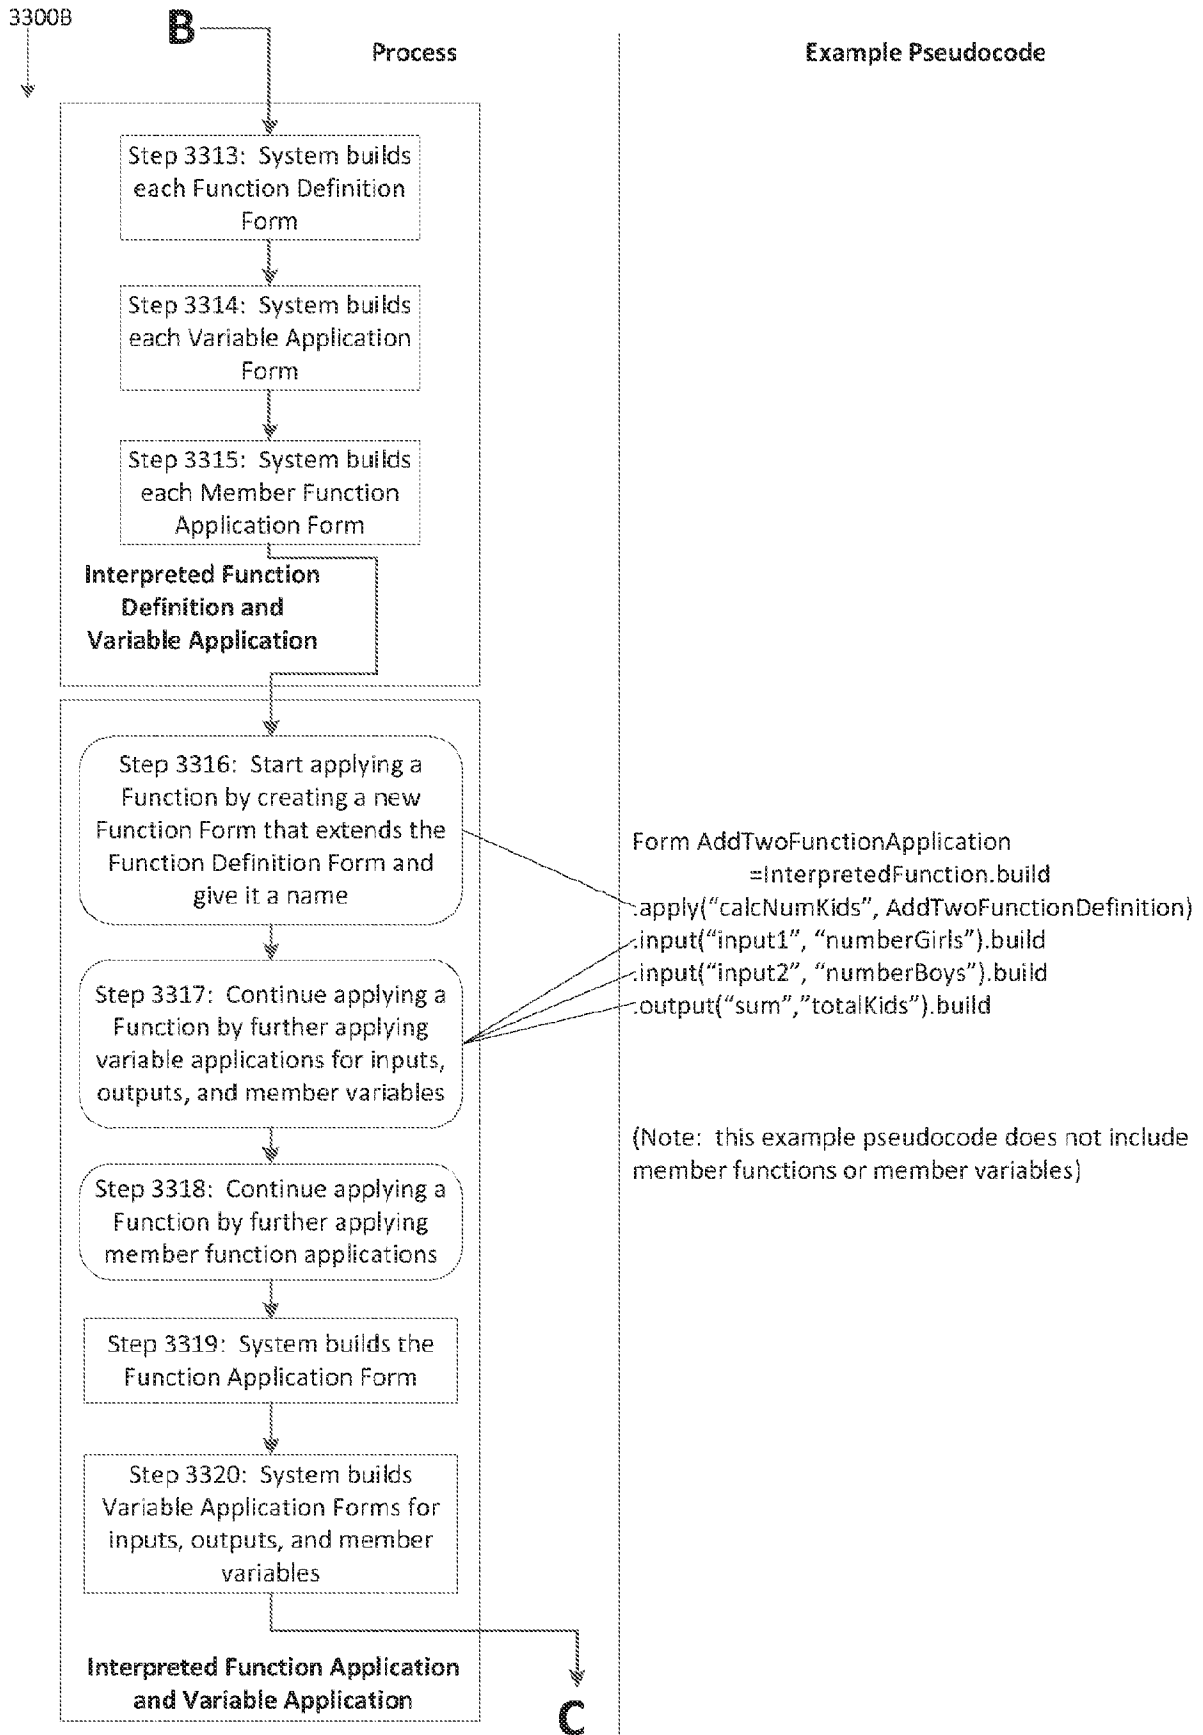 3300B
B
Process
Example Pseudocode
Step 3313: System builds
each Function Definition
Form
Step 3314: System builds
each Variable Application
Form
Step 3315: System builds
each Member Function
Application Form
Interpreted Function
Definition and
Variable Application
Step 3316: Start applying a
Function by creating a new
Function Form that extends the
Function Definition Form and
give it a name
Form AddTwoFunctionApplication
=InterpretedFunction.build
.apply("calcNumKids", AddTwoFunctionDefinition)
.input("input1", "numberGirls").build
.input("input2", "numberBoys").build
.output("sum","totalKids").build
Step 3317: Continue applying a
Function by further applying
variable applications for inputs,
outputs, and member variables
(Note: this example pseudocode does not include
member functions or member variables)
Step 3318: Continue applying a
Function by further applying
member function applications
Step 3319: System builds the
Function Application Form
Step 3320: System builds
Variable Application Forms for
inputs, outputs, and member
variables
Interpreted Function Application
and Variable Application
C